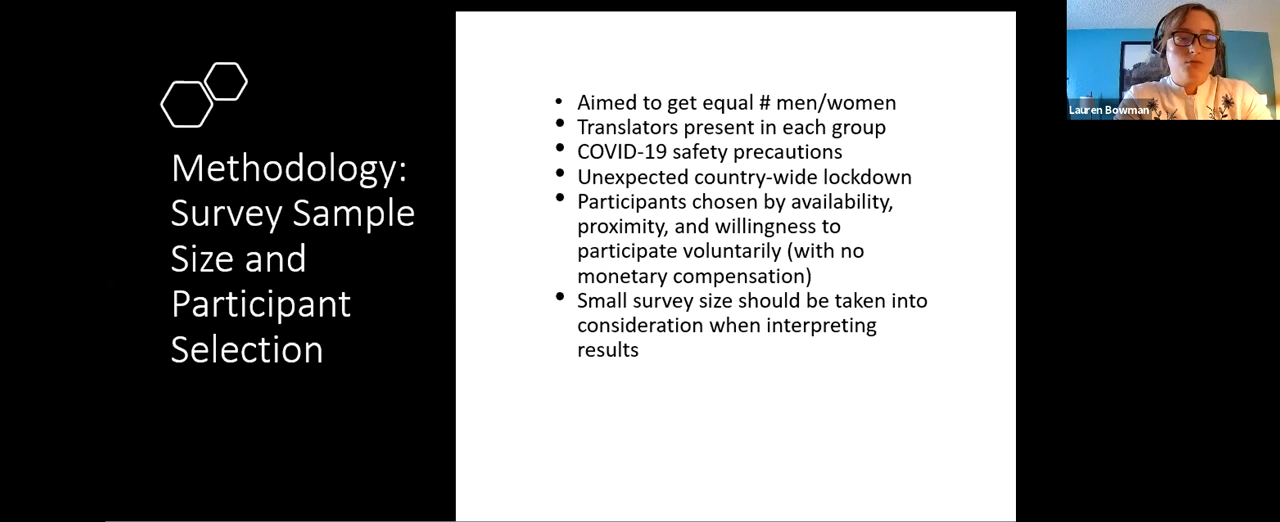 Methodology:
Survey Sample
Size and
Participant
Selection
• Aimed to get equal # men/women
• Translators present in each group
• COVID-19 safety precautions
• Unexpected country-wide lockdown
• Participants chosen by availability,
proximity, and willingness to
participate voluntarily (with no
monetary compensation)
• Small survey size should be taken into
consideration when interpreting
results
Lauren Bowman